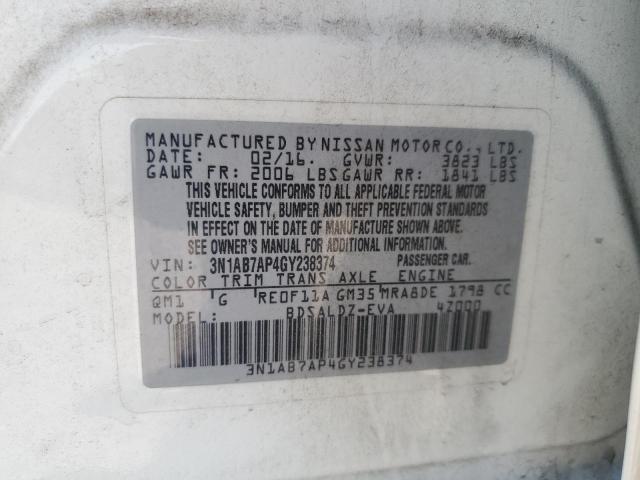 MANUFACTURED BY NISSAN MOTOR CO., LTD.
DATE: 02/16. GVWR: 3823 LBS
GAWR FR: 2006 LBS GAWR RR: 1841 LBS
THIS VEHICLE CONFORMS TO ALL APPLICABLE FEDERAL MOTOR
VEHICLE SAFETY, BUMPER AND THEFT PREVENTION STANDARDS
IN EFFECT ON THE DATE OF MANUFACTURE SHOWN ABOVE.
SEE OWNER'S MANUAL FOR ADDITIONAL INFORMATION.
VIN: 3N1AB7AP4GY238374 PASSENGER CAR.
COLOR TRIM TRANS AXLE ENGINE
QM1 G RE0F11A GM35 MRA8DE 1798 CC
MODEL: BDSALDZ-EVA 4Z000
3N1AB7AP4GY238374